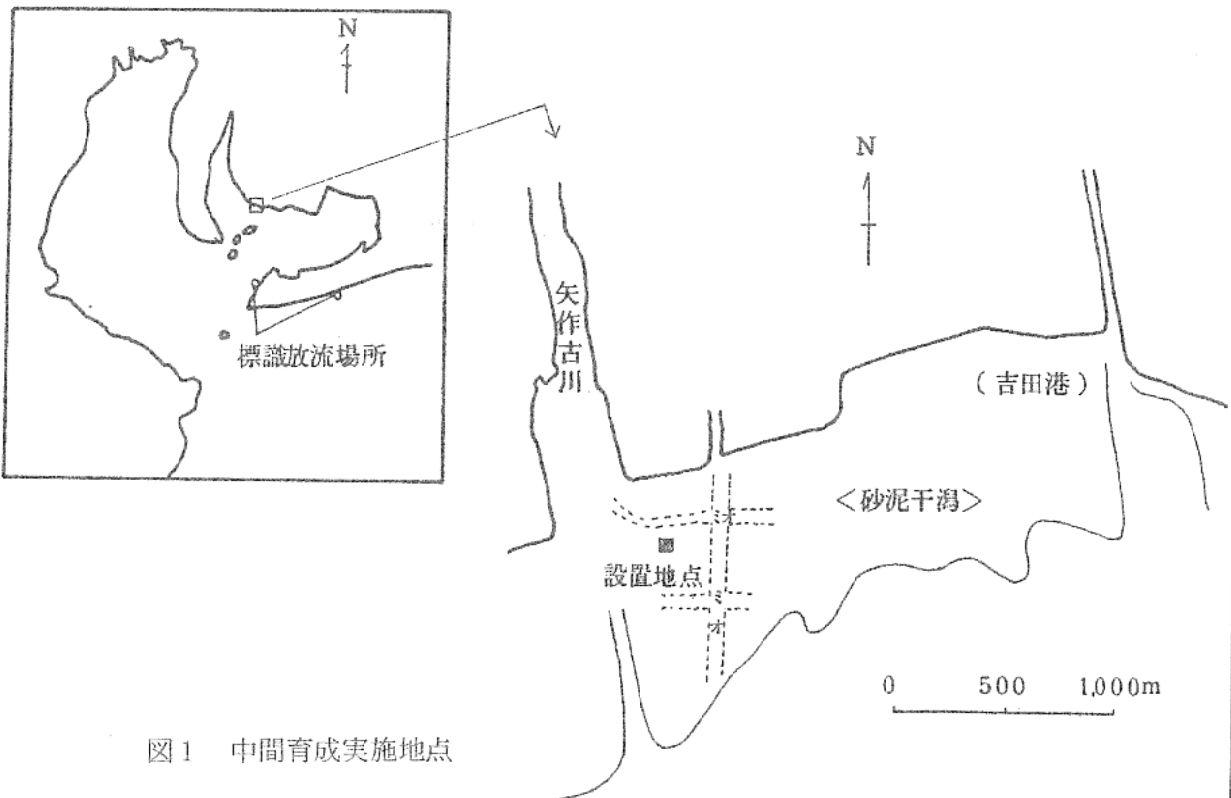 N
標識放流場所
N
矢作古川
(吉田港)
<砂泥干潟>
ミオ
設置地点
ミオ
0 500 1,000m
図1 中間育成実施地点